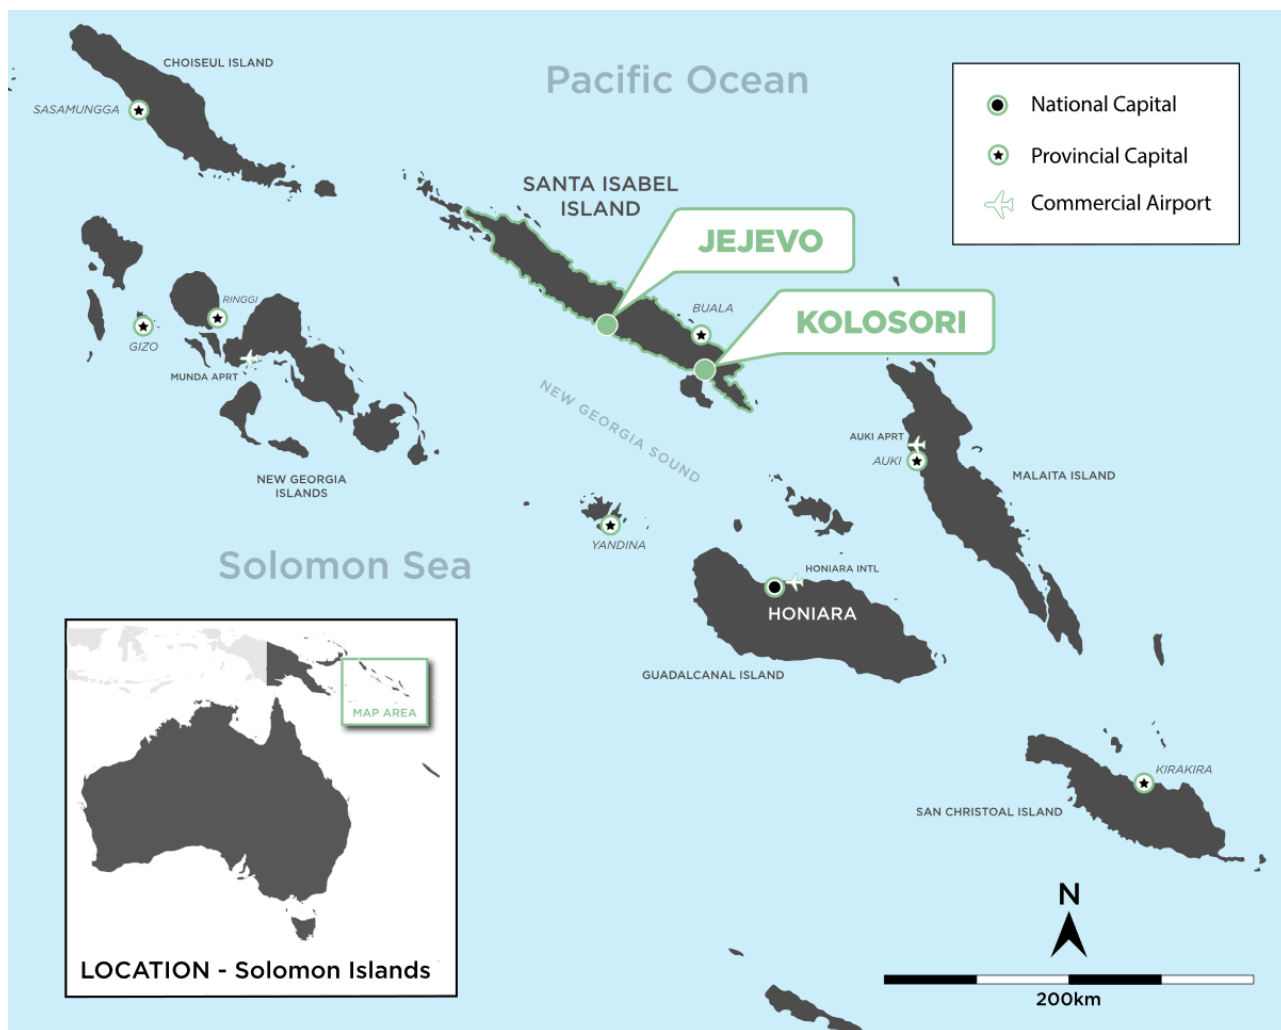 CHOISEUL ISLAND
Pacific Ocean
SASAMUNGGA
National Capital
Provincial Capital
Commercial Airport
SANTA ISABEL
ISLAND
JEJEVO
RINGGI
BUALA
KOLOSORI
GIZO
MUNDA APRT
NEW GEORGIA SOUND
AUKI APRT
AUKI
MALAITA ISLAND
NEW GEORGIA
ISLANDS
YANDINA
Solomon Sea
HONIARA INTL
HONIARA
GUADALCANAL ISLAND
MAP AREA
KIRAKIRA
SAN CHRISTOAL ISLAND
N
LOCATION - Solomon Islands
200km